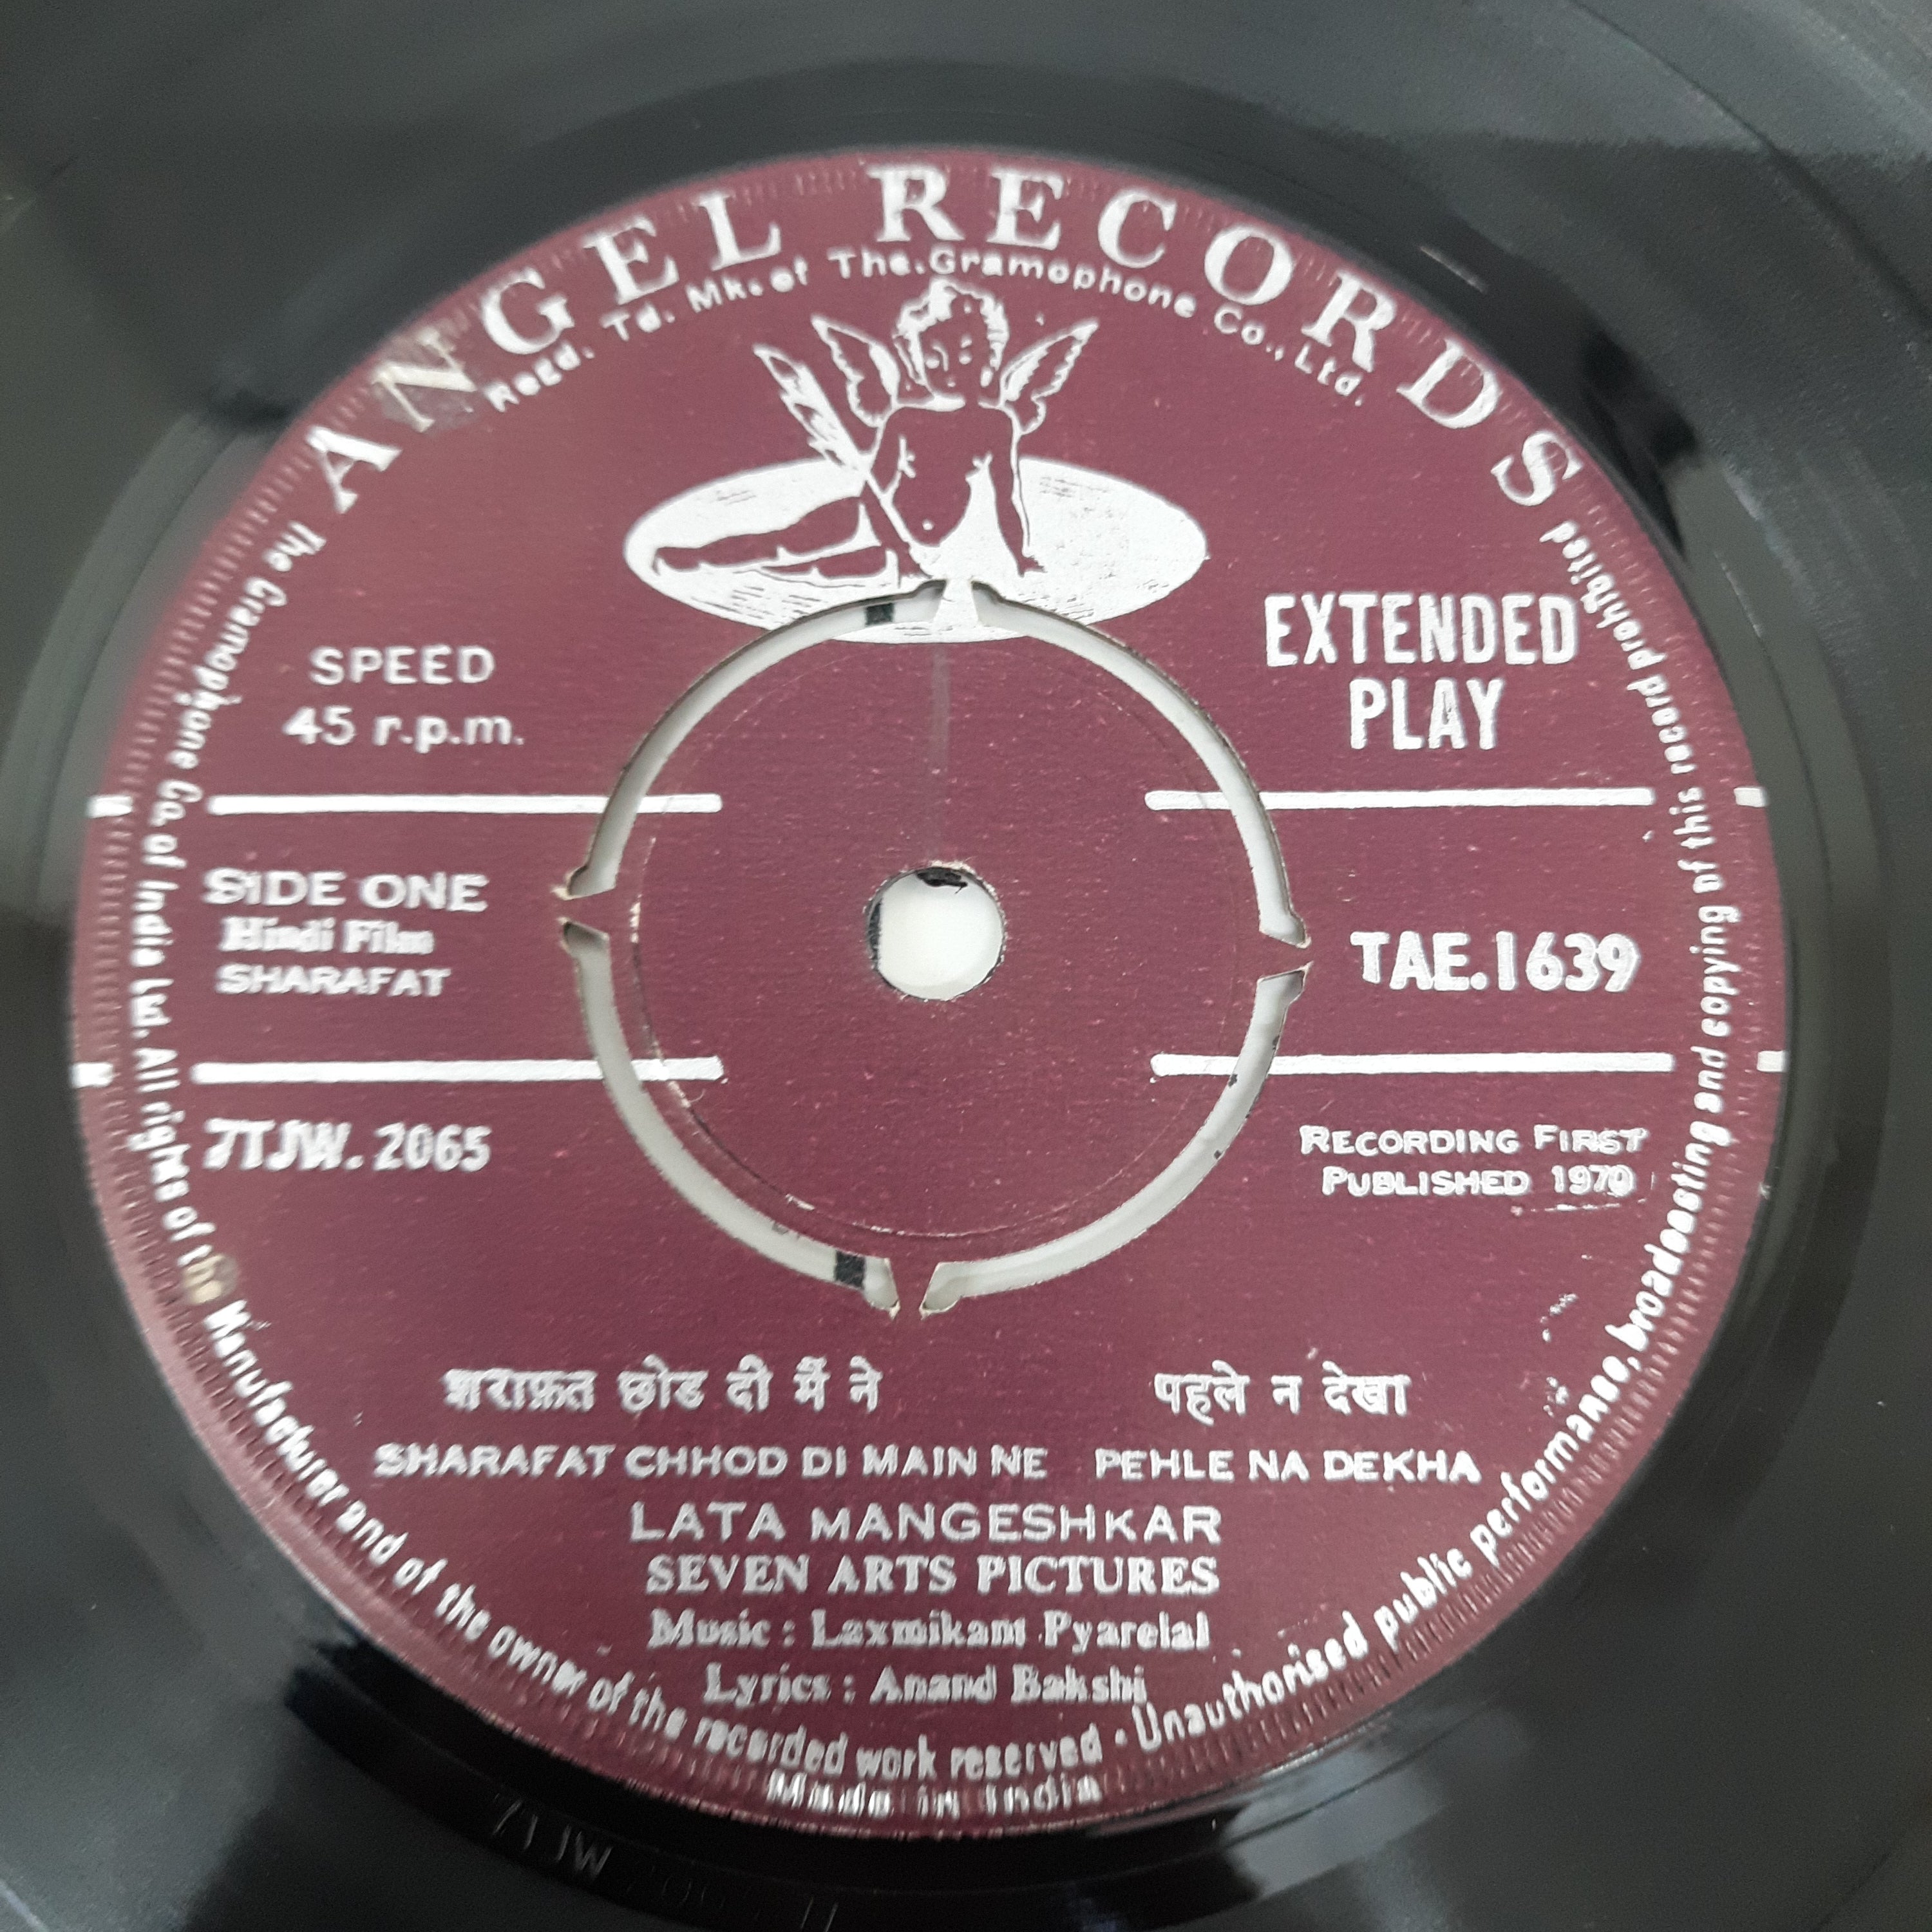 ANGEL RECORDS
Regd. Td. Mk. of The Gramophone Co., Ltd.
SPEED
45 r.p.m.
EXTENDED
PLAY
SIDE ONE
Hindi Film
SHARAFAT
TAE.1639
7TJW. 2065
RECORDING FIRST
PUBLISHED 1970
शराफ़त छोड दी मैं ने पहले न देखा
SHARAFAT CHHOD DI MAIN NE PEHLE NA DEKHA
LATA MANGESHKAR
SEVEN ARTS PICTURES
Music : Laxmikant Pyarelal
Lyrics : Anand Bakshi
The Gramophone Co. of India Ltd. All rights of the Manufacturer and of the owner of the recorded work reserved · Unauthorised public performance, broadcasting and copying of this record prohibited
Made in India
7TJW